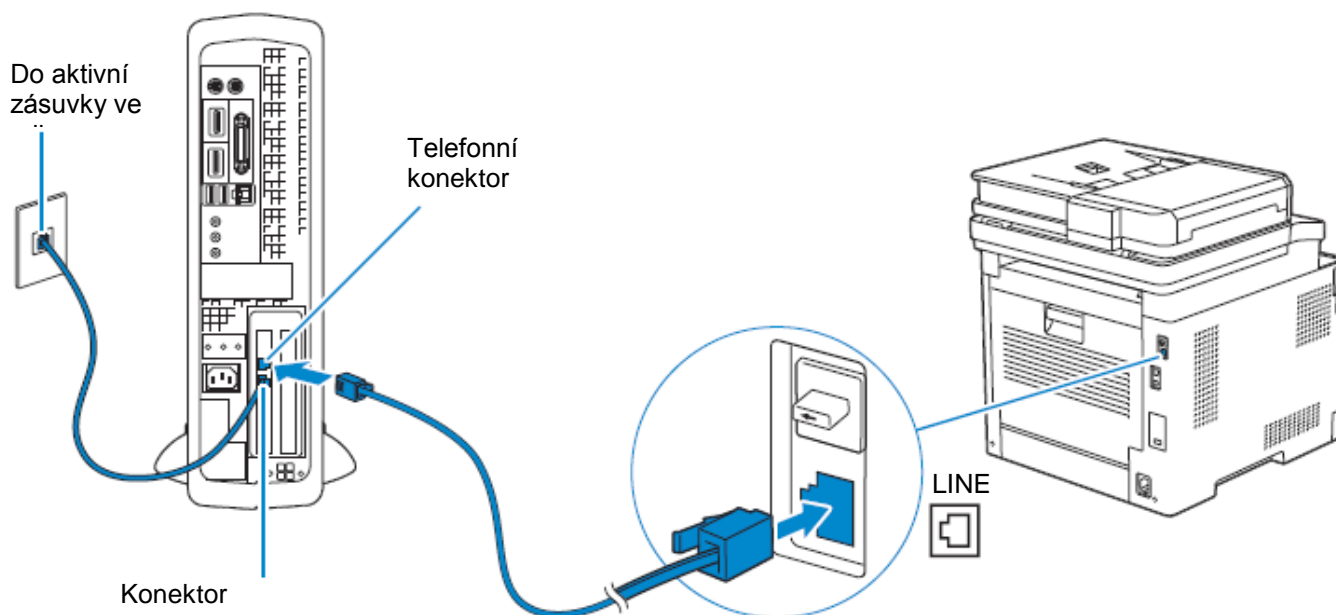 Do aktivní
zásuvky ve
Telefonní
konektor
LINE
Konektor